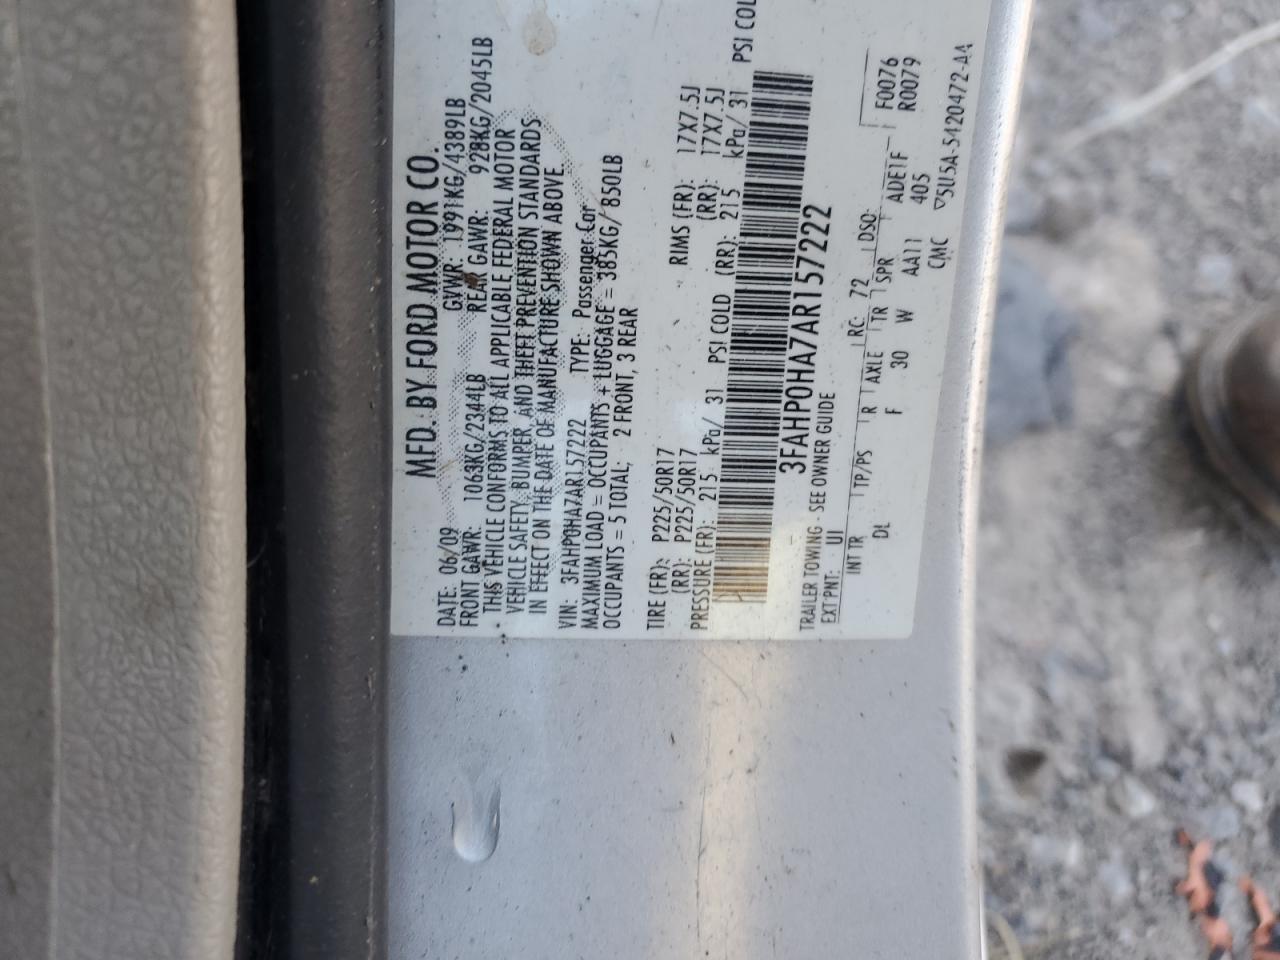 MFD. BY FORD MOTOR CO.
DATE: 06/09 GVWR: 1991KG/4389LB
FRONT GAWR: 1063KG/2344LB REAR GAWR: 928KG/2045LB
THIS VEHICLE CONFORMS TO ALL APPLICABLE FEDERAL MOTOR
VEHICLE SAFETY, BUMPER, AND THEFT PREVENTION STANDARDS
IN EFFECT ON THE DATE OF MANUFACTURE SHOWN ABOVE.
VIN: 3FAHP0HA7AR157222 TYPE: Passenger Car
MAXIMUM LOAD = OCCUPANTS + LUGGAGE = 385KG/ 850LB
OCCUPANTS = 5 TOTAL; 2 FRONT, 3 REAR
TIRE (FR): P225/50R17 RIMS (FR): 17X7.5J
(RR): P225/50R17 (RR): 17X7.5J
PRESSURE (FR): 215 kPa/ 31 PSI COLD (RR): 215 kPa/ 31 PSI COL
3FAHP0HA7AR157222
TRAILER TOWING - SEE OWNER GUIDE
EXT PNT: UI RC: 72 DSO:
INT TR TP/PS R AXLE TR SPR F0076
DL F 30 W AA11 ADE1F R0079
405
CMC ▽5U5A-5420472-AA